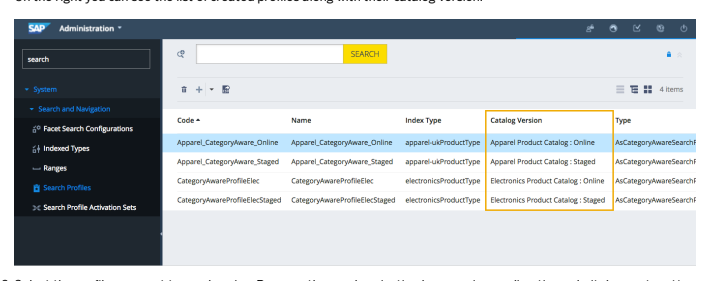 On the right you can see the list of created profiles along with their catalog version.
SAP Administration
search
SEARCH
System
Search and Navigation
Facet Search Configurations
Indexed Types
Ranges
Search Profiles
Search Profile Activation Sets
4 items
Code Name Index Type Catalog Version Type
Apparel_CategoryAware_Online Apparel_CategoryAware_Online apparel-ukProductType Apparel Product Catalog : Online AsCategoryAwareSearchP
Apparel_CategoryAware_Staged Apparel_CategoryAware_Staged apparel-ukProductType Apparel Product Catalog : Staged AsCategoryAwareSearchP
CategoryAwareProfileElec CategoryAwareProfileElec electronicsProductType Electronics Product Catalog : Online AsCategoryAwareSearchP
CategoryAwareProfileElecStaged CategoryAwareProfileElecStaged electronicsProductType Electronics Product Catalog : Staged AsCategoryAwareSearchP